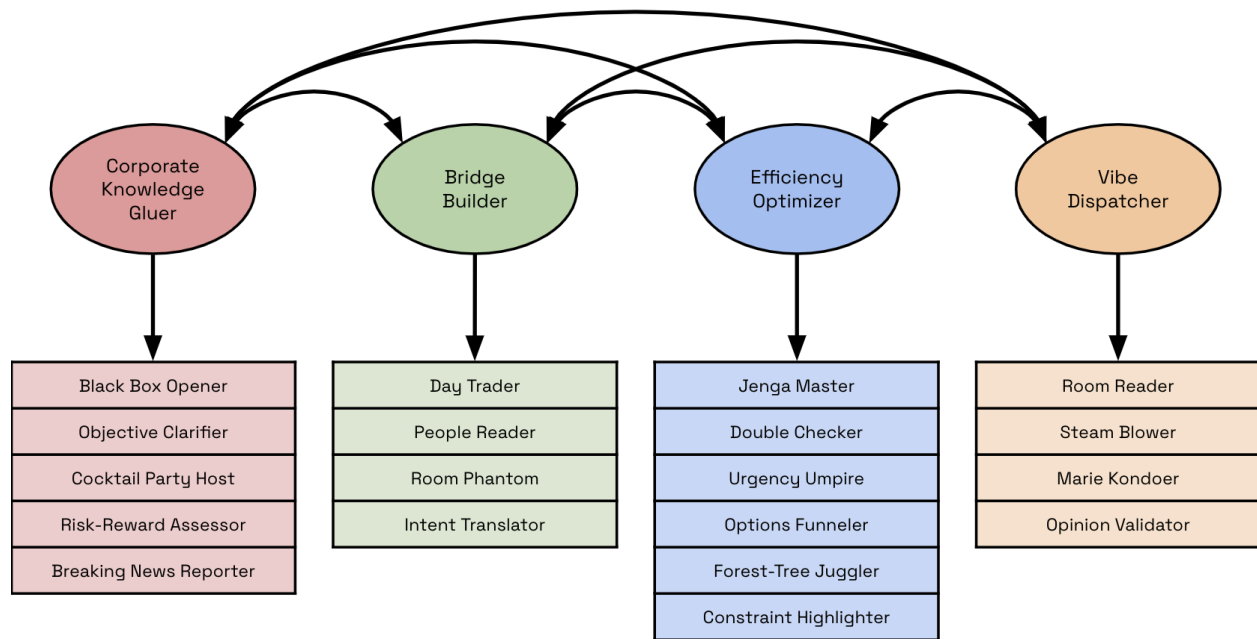 Corporate
Knowledge
Gluer
Bridge
Builder
Efficiency
Optimizer
Vibe
Dispatcher
Black Box Opener
Objective Clarifier
Cocktail Party Host
Risk-Reward Assessor
Breaking News Reporter
Day Trader
People Reader
Room Phantom
Intent Translator
Jenga Master
Double Checker
Urgency Umpire
Options Funneler
Forest-Tree Juggler
Constraint Highlighter
Room Reader
Steam Blower
Marie Kondoer
Opinion Validator